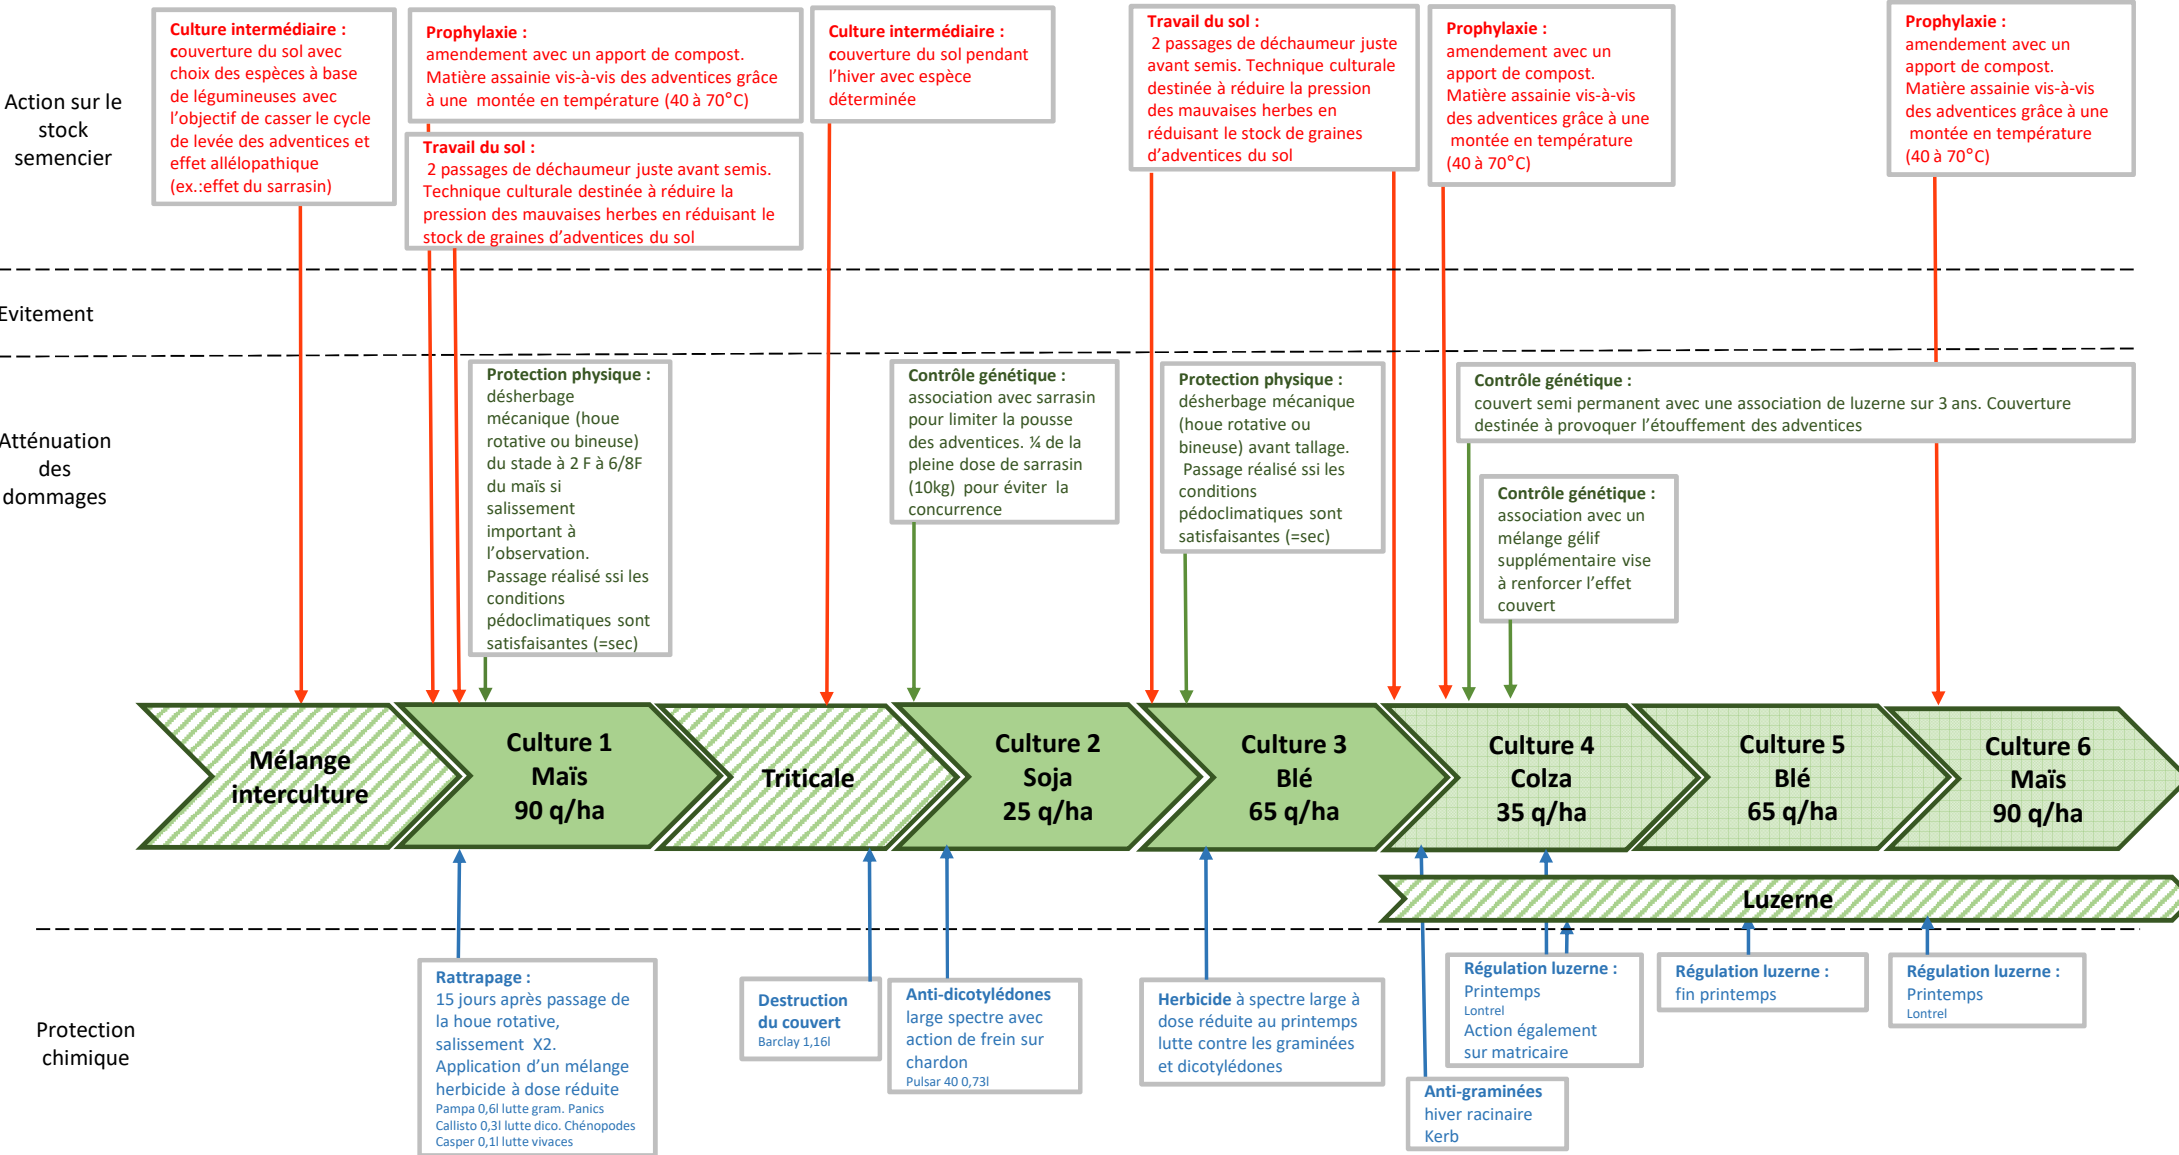 Action sur le
stock
semencier
Culture intermédiaire :
couverture du sol avec
choix des espèces à base
de légumineuses avec
l'objectif de casser le cycle
de levée des adventices et
effet allélopathique
(ex.:effet du sarrasin)
Prophylaxie :
amendement avec un apport de compost.
Matière assainie vis-à-vis des adventices grâce
à une montée en température (40 à 70°C)
Travail du sol :
2 passages de déchaumeur juste avant semis.
Technique culturale destinée à réduire la
pression des mauvaises herbes en réduisant le
stock de graines d'adventices du sol
Culture intermédiaire :
couverture du sol pendant
l'hiver avec espèce
déterminée
Travail du sol :
2 passages de déchaumeur juste
avant semis. Technique culturale
destinée à réduire la pression
des mauvaises herbes en
réduisant le stock de graines
d'adventices du sol
Prophylaxie :
amendement avec un
apport de compost.
Matière assainie vis-à-vis
des adventices grâce à une
montée en température
(40 à 70°C)
Prophylaxie :
amendement avec un
apport de compost.
Matière assainie vis-à-vis
des adventices grâce à une
montée en température
(40 à 70°C)
Evitement
Atténuation
des
dommages
Protection physique :
désherbage
mécanique (houe
rotative ou bineuse)
du stade à 2 F à 6/8F
du maïs si
salissement
important à
l'observation.
Passage réalisé ssi les
conditions
pédoclimatiques sont
satisfaisantes (=sec)
Contrôle génétique :
association avec sarrasin
pour limiter la pousse
des adventices. ¼ de la
pleine dose de sarrasin
(10kg) pour éviter la
concurrence
Protection physique :
désherbage mécanique
(houe rotative ou
bineuse) avant tallage.
Passage réalisé ssi les
conditions
pédoclimatiques sont
satisfaisantes (=sec)
Contrôle génétique :
couvert semi permanent avec une association de luzerne sur 3 ans. Couverture
destinée à provoquer l'étouffement des adventices
Contrôle génétique :
association avec un
mélange gélif
supplémentaire vise
à renforcer l'effet
couvert
Mélange
interculture
Culture 1
Maïs
90 q/ha
Triticale
Culture 2
Soja
25 q/ha
Culture 3
Blé
65 q/ha
Culture 4
Colza
35 q/ha
Culture 5
Blé
65 q/ha
Culture 6
Maïs
90 q/ha
Luzerne
Protection
chimique
Rattrapage :
15 jours après passage de
la houe rotative,
salissement X2.
Application d'un mélange
herbicide à dose réduite
Pampa 0,6l lutte gram. Panics
Callisto 0,3l lutte dico. Chénopodes
Casper 0,1l lutte vivaces
Destruction
du couvert
Barclay 1,16l
Anti-dicotylédones
large spectre avec
action de frein sur
chardon
Pulsar 40 0,73l
Herbicide à spectre large à
dose réduite au printemps
lutte contre les graminées
et dicotylédones
Anti-graminées
hiver racinaire
Kerb
Régulation luzerne :
Printemps
Lontrel
Action également
sur matricaire
Régulation luzerne :
fin printemps
Régulation luzerne :
Printemps
Lontrel